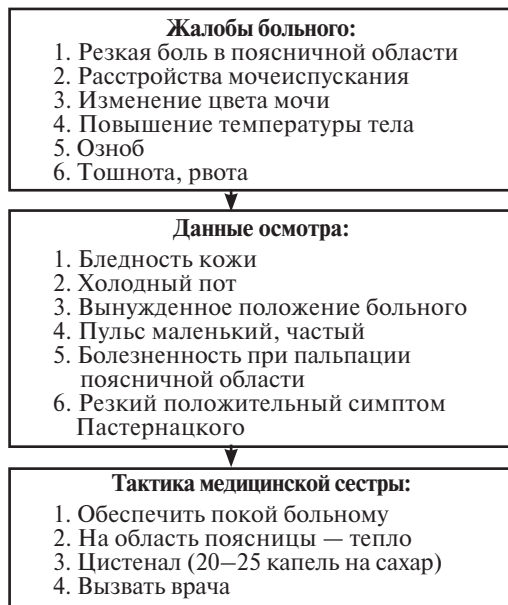 Жалобы больного:
1. Резкая боль в поясничной области
2. Расстройства мочеиспускания
3. Изменение цвета мочи
4. Повышение температуры тела
5. Озноб
6. Тошнота, рвота
Данные осмотра:
1. Бледность кожи
2. Холодный пот
3. Вынужденное положение больного
4. Пульс маленький, частый
5. Болезненность при пальпации
поясничной области
6. Резкий положительный симптом
Пастернацкого
Тактика медицинской сестры:
1. Обеспечить покой больному
2. На область поясницы — тепло
3. Цистенал (20—25 капель на сахар)
4. Вызвать врача